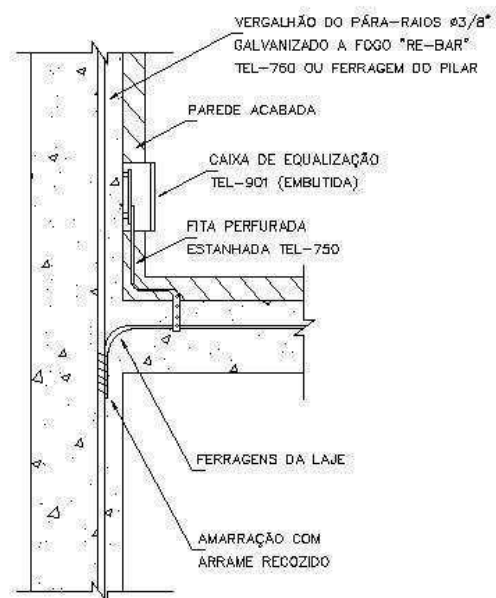 VERGALHÃO DO PÁRA-RAIOS ø3/8"
GALVANIZADO A FOGO "RE-BAR"
TEL-760 OU FERRAGEM DO PILAR
PAREDE ACABADA
CAIXA DE EQUALIZAÇÃO
TEL-901 (EMBUTIDA)
FITA PERFURADA
ESTANHADA TEL-750
FERRAGENS DA LAJE
AMARRAÇÃO COM
ARRAME RECOZIDO